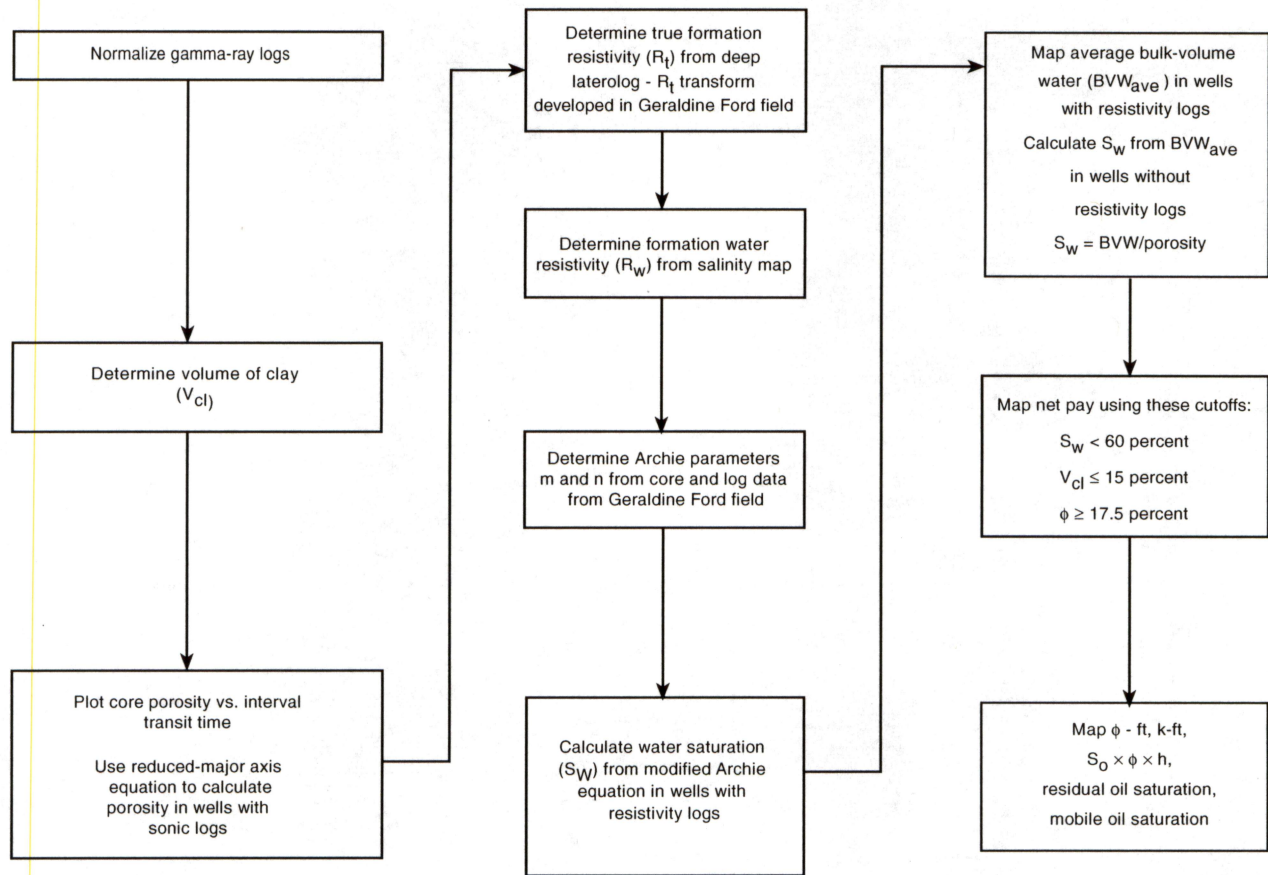 Normalize gamma-ray logs
Determine volume of clay
(Vcl)
Plot core porosity vs. interval
transit time
Use reduced-major axis
equation to calculate
porosity in wells with
sonic logs
Determine true formation
resistivity (Rt) from deep
laterolog - Rt transform
developed in Geraldine Ford field
Determine formation water
resistivity (Rw) from salinity map
Determine Archie parameters
m and n from core and log data
from Geraldine Ford field
Calculate water saturation
(SW) from modified Archie
equation in wells with
resistivity logs
Map average bulk-volume
water (BVWave) in wells
with resistivity logs
Calculate Sw from BVWave
in wells without
resistivity logs
Sw = BVW/porosity
Map net pay using these cutoffs:
Sw < 60 percent
Vcl ≤ 15 percent
ϕ ≥ 17.5 percent
Map ϕ - ft, k-ft,
So × ϕ × h,
residual oil saturation,
mobile oil saturation